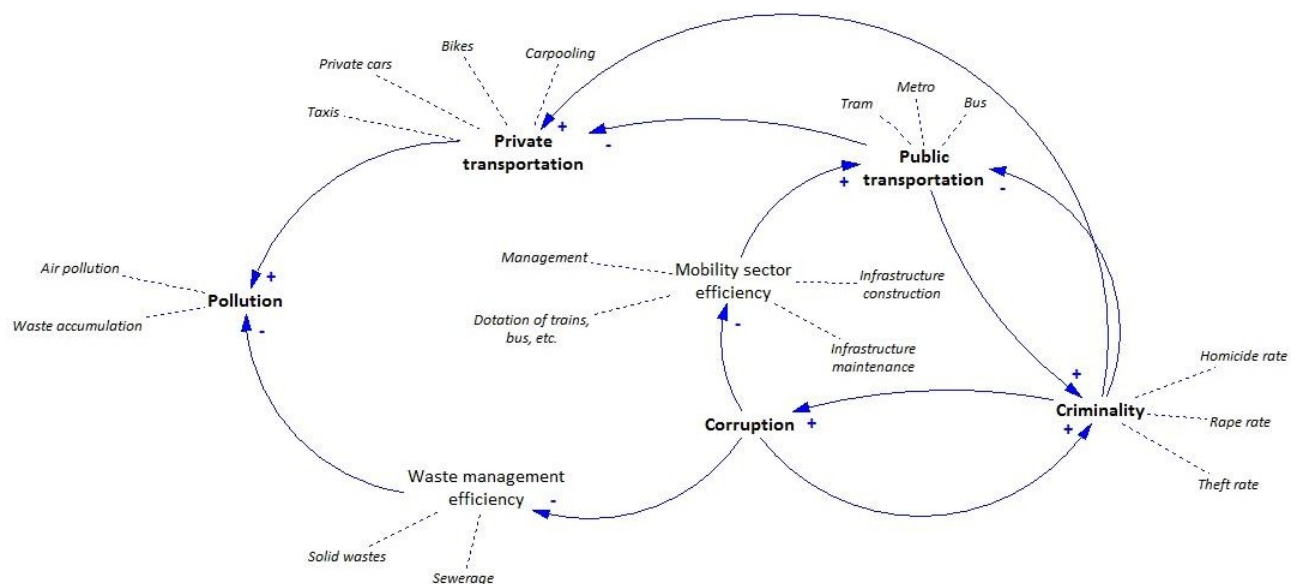 Bikes
Carpooling
Private cars
Taxis
+
-
Private
transportation
Metro
Tram
Bus
Public
transportation
+
-
Air pollution
Waste accumulation
+
Pollution
-
Management
Mobility sector
efficiency
Infrastructure
construction
Dotation of trains,
bus, etc.
-
Infrastructure
maintenance
+
Criminality
+
Homicide rate
Rape rate
Theft rate
Corruption
+
Waste management
efficiency
-
Solid wastes
Sewerage